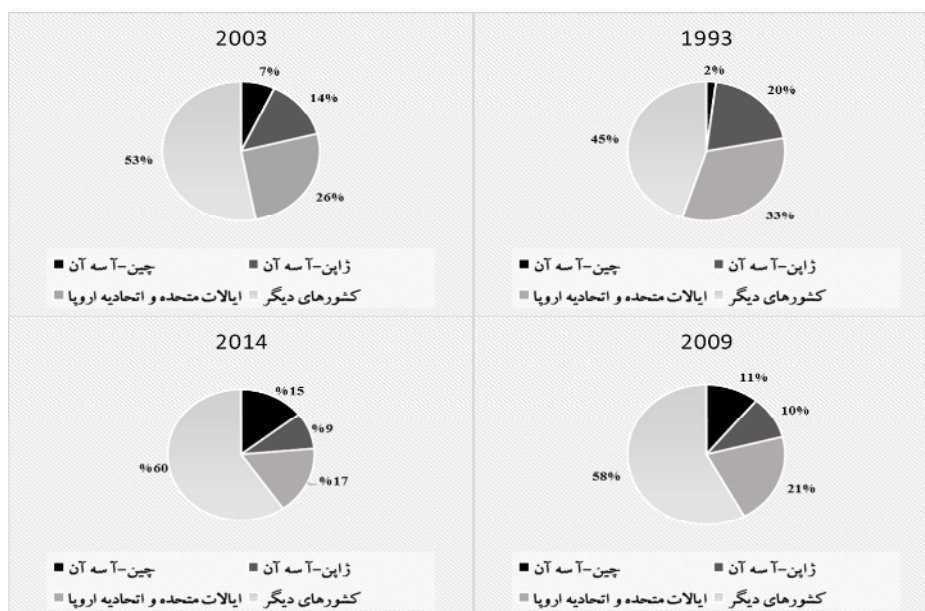 2003
7%
14%
26%
53%
■ چین-آ سه آن ■ ژاپن-آ سه آن
■ ایالات متحده و اتحادیه اروپا ■ کشورهای دیگر
1993
2%
20%
33%
45%
■ چین-آ سه آن ■ ژاپن-آ سه آن
■ ایالات متحده و اتحادیه اروپا ■ کشورهای دیگر
2014
%15
%9
%17
%60
■ چین-آ سه آن ■ ژاپن-آ سه آن
■ ایالات متحده و اتحادیه اروپا ■ کشورهای دیگر
2009
11%
10%
21%
58%
■ چین-آ سه آن ■ ژاپن-آ سه آن
■ ایالات متحده و اتحادیه اروپا ■ کشورهای دیگر